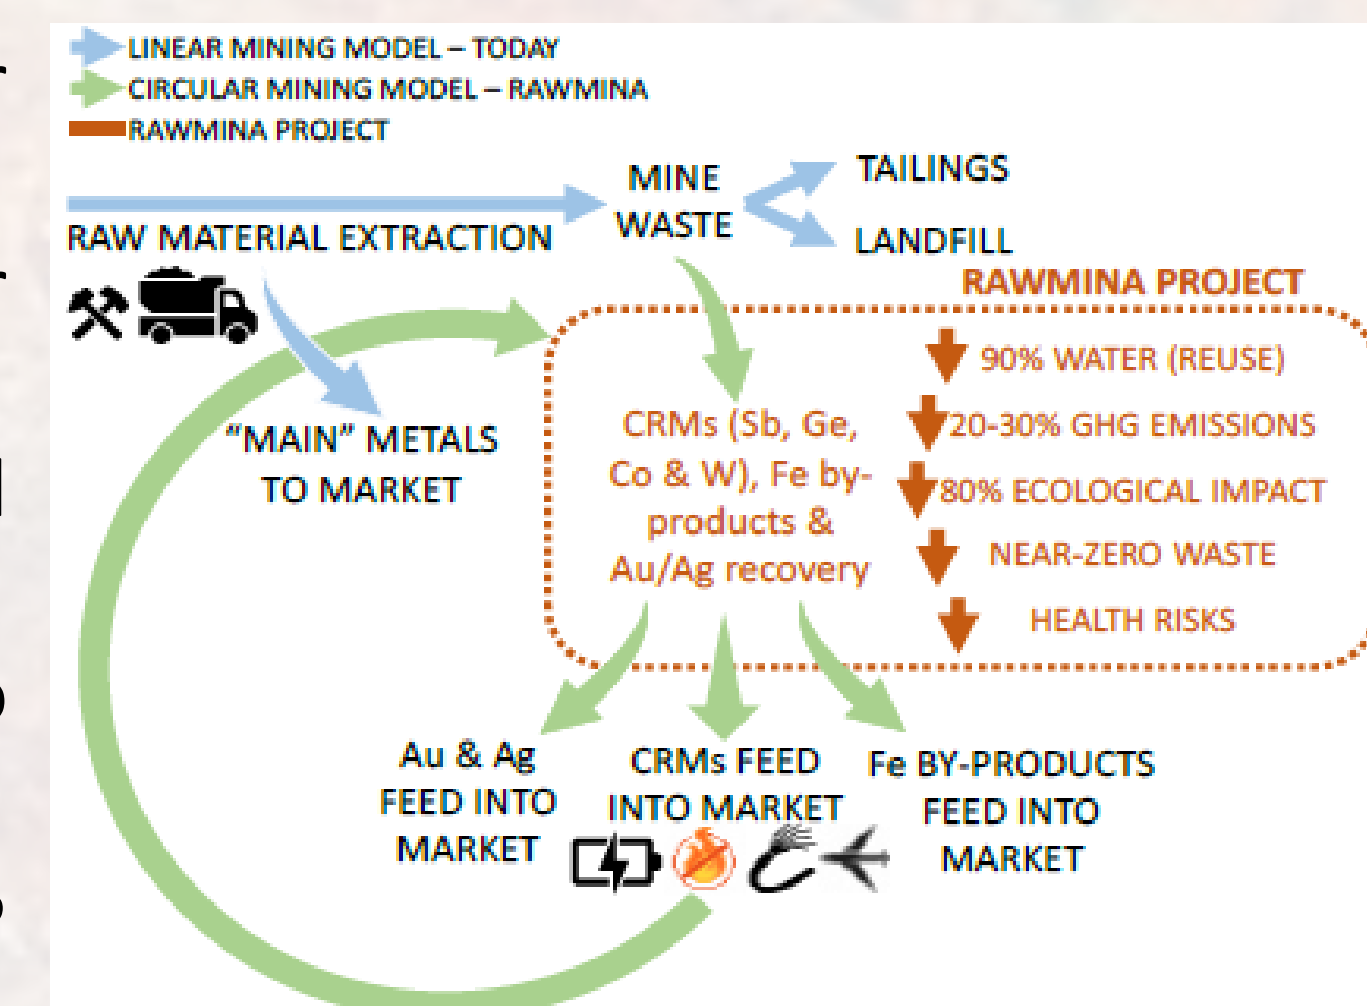 LINEAR MINING MODEL – TODAY
CIRCULAR MINING MODEL – RAWMINA
RAWMINA PROJECT
MINE
WASTE
TAILINGS
LANDFILL
RAW MATERIAL EXTRACTION
“MAIN” METALS
TO MARKET
RAWMINA PROJECT
CRMs (Sb, Ge,
Co & W), Fe by-
products &
Au/Ag recovery
90% WATER (REUSE)
20-30% GHG EMISSIONS
80% ECOLOGICAL IMPACT
NEAR-ZERO WASTE
HEALTH RISKS
Au & Ag
FEED INTO
MARKET
CRMs FEED
INTO MARKET
Fe BY-PRODUCTS
FEED INTO
MARKET